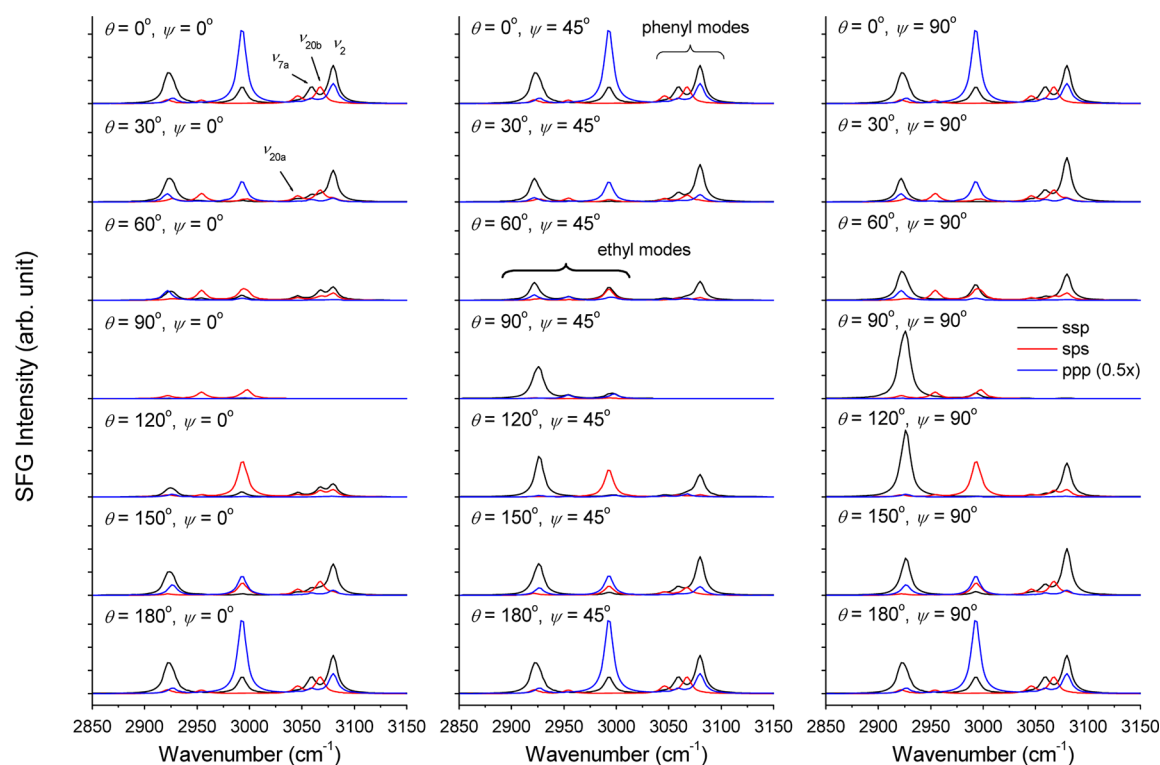 θ = 0°, ψ = 0°
ν7a
ν20b
ν2
θ = 30°, ψ = 0°
ν20a
θ = 60°, ψ = 0°
θ = 90°, ψ = 0°
θ = 120°, ψ = 0°
θ = 150°, ψ = 0°
θ = 180°, ψ = 0°
SFG Intensity (arb. unit)
2850 2900 2950 3000 3050 3100 3150
Wavenumber (cm⁻¹)
θ = 0°, ψ = 45°
phenyl modes
θ = 30°, ψ = 45°
θ = 60°, ψ = 45°
ethyl modes
θ = 90°, ψ = 45°
θ = 120°, ψ = 45°
θ = 150°, ψ = 45°
θ = 180°, ψ = 45°
2850 2900 2950 3000 3050 3100 3150
Wavenumber (cm⁻¹)
θ = 0°, ψ = 90°
θ = 30°, ψ = 90°
θ = 60°, ψ = 90°
θ = 90°, ψ = 90°
ssp
sps
ppp (0.5x)
θ = 120°, ψ = 90°
θ = 150°, ψ = 90°
θ = 180°, ψ = 90°
2850 2900 2950 3000 3050 3100 3150
Wavenumber (cm⁻¹)